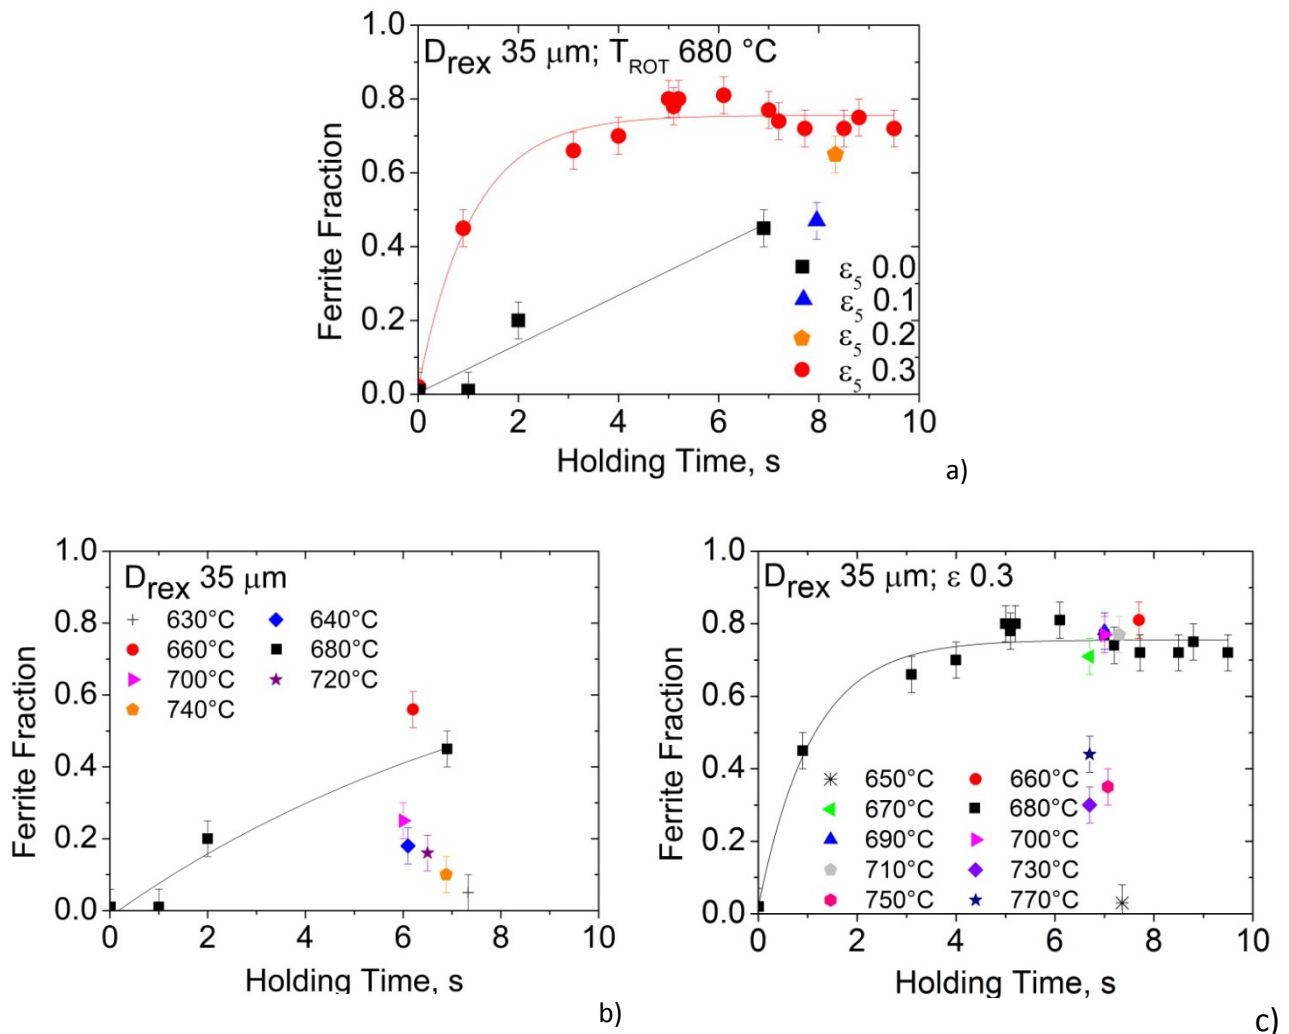 D_rex 35 μm; T_ROT 680 °C
1.0
0.8
0.6
0.4
0.2
0.0
Ferrite Fraction
ε₅ 0.0
ε₅ 0.1
ε₅ 0.2
ε₅ 0.3
0 2 4 6 8 10
Holding Time, s
a)
D_rex 35 μm
1.0
0.8
0.6
0.4
0.2
0.0
Ferrite Fraction
630°C 640°C
660°C 680°C
700°C 720°C
740°C
0 2 4 6 8 10
Holding Time, s
b)
D_rex 35 μm; ε 0.3
1.0
0.8
0.6
0.4
0.2
0.0
Ferrite Fraction
650°C 660°C
670°C 680°C
690°C 700°C
710°C 730°C
750°C 770°C
0 2 4 6 8 10
Holding Time, s
c)